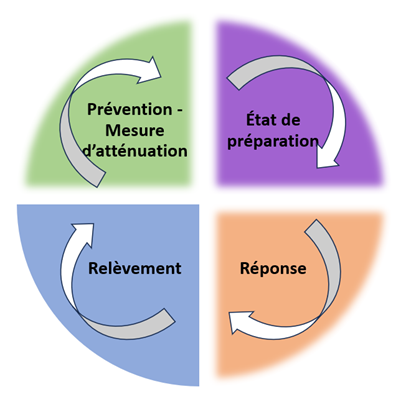 Prévention -
Mesure
d’atténuation
État de
préparation
Relèvement
Réponse